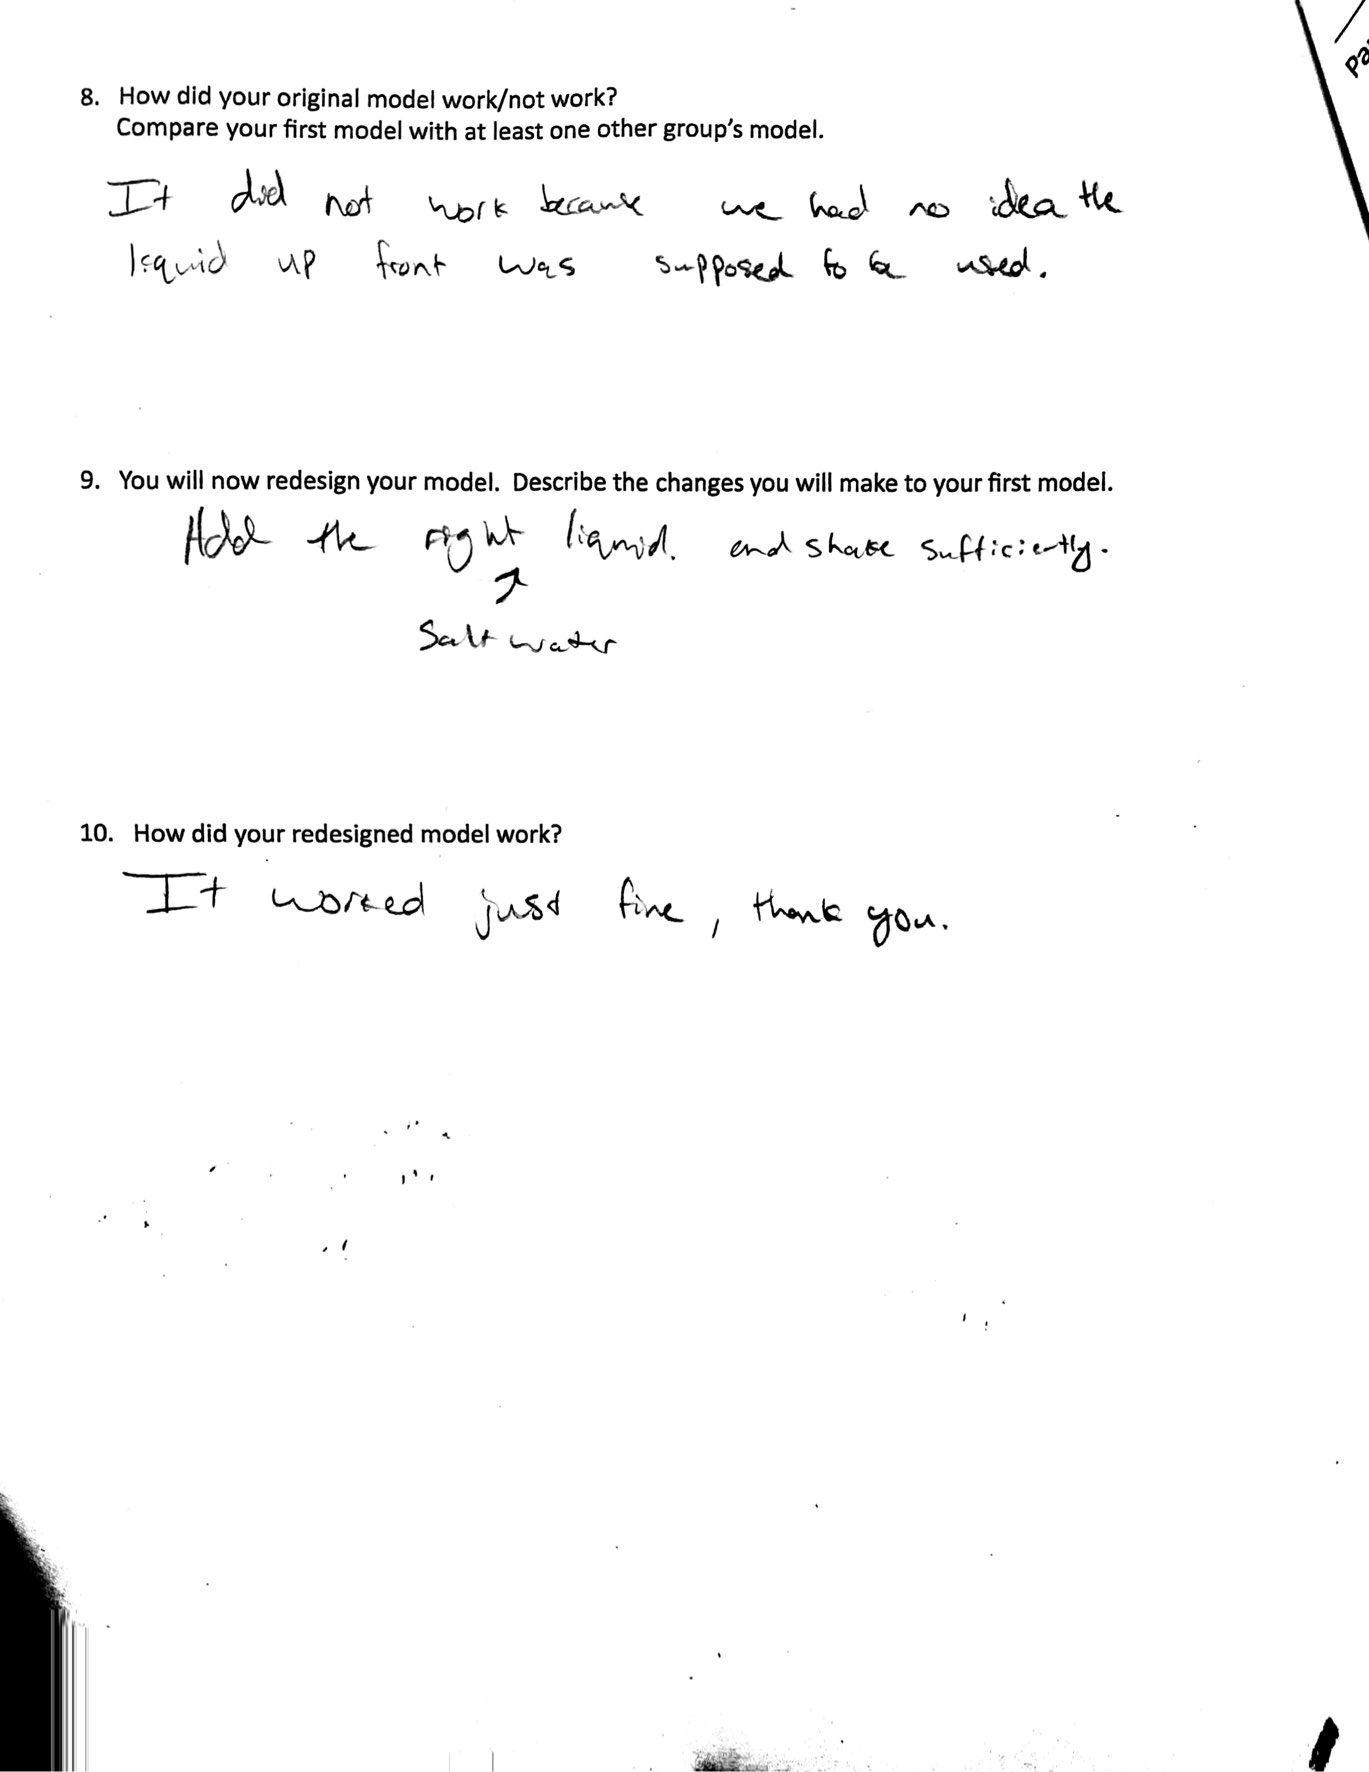 8. How did your original model work/not work?
Compare your first model with at least one other group's model.
It did not work because we had no idea the
liquid up front was supposed to be used.
9. You will now redesign your model. Describe the changes you will make to your first model.
Add the right liquid. and shake sufficiently.
Salt water
10. How did your redesigned model work?
It worked just fine, thank you.